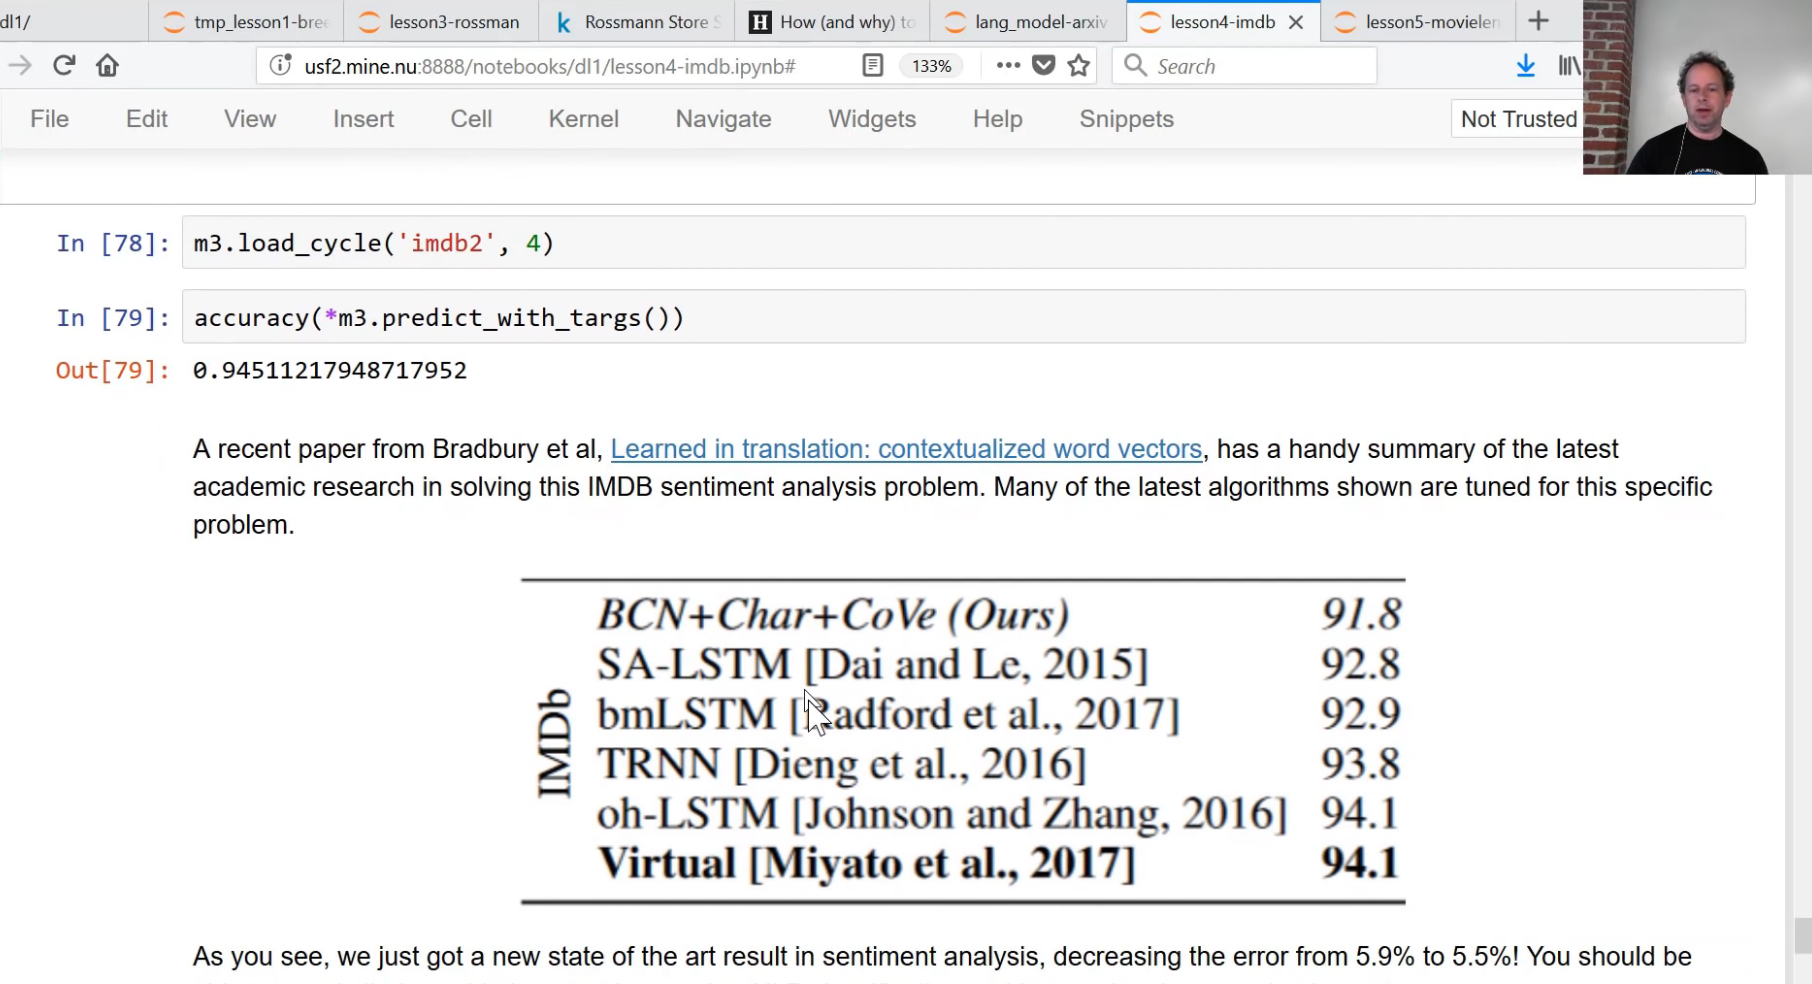 dl1/
tmp_lesson1-bree
lesson3-rossman
Rossmann Store S
How (and why) to
lang_model-arxiv
lesson4-imdb
lesson5-movielen
usf2.mine.nu:8888/notebooks/dl1/lesson4-imdb.ipynb#
133%
Search
File Edit View Insert Cell Kernel Navigate Widgets Help Snippets Not Trusted
In [78]: m3.load_cycle('imdb2', 4)
In [79]: accuracy(*m3.predict_with_targs())
Out[79]: 0.94511217948717952
A recent paper from Bradbury et al, Learned in translation: contextualized word vectors, has a handy summary of the latest
academic research in solving this IMDB sentiment analysis problem. Many of the latest algorithms shown are tuned for this specific
problem.
IMDb
BCN+Char+CoVe (Ours) 91.8
SA-LSTM [Dai and Le, 2015] 92.8
bmLSTM [Radford et al., 2017] 92.9
TRNN [Dieng et al., 2016] 93.8
oh-LSTM [Johnson and Zhang, 2016] 94.1
Virtual [Miyato et al., 2017] 94.1
As you see, we just got a new state of the art result in sentiment analysis, decreasing the error from 5.9% to 5.5%! You should be